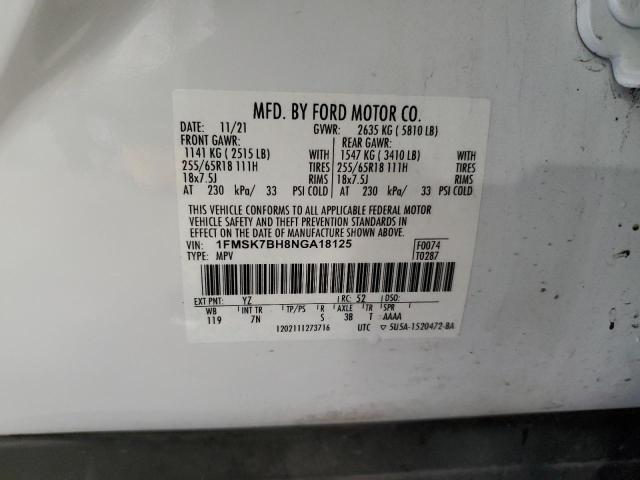 MFD. BY FORD MOTOR CO.
DATE: 11/21 GVWR: 2635 KG ( 5810 LB)
FRONT GAWR: REAR GAWR:
1141 KG ( 2515 LB) WITH 1547 KG ( 3410 LB) WITH
255/65R18 111H TIRES 255/65R18 111H TIRES
18x7.5J RIMS 18x7.5J RIMS
AT 230 kPa/ 33 PSI COLD AT 230 kPa/ 33 PSI COLD
THIS VEHICLE CONFORMS TO ALL APPLICABLE FEDERAL MOTOR
VEHICLE SAFETY AND THEFT PREVENTION STANDARDS IN
EFFECT ON THE DATE OF MANUFACTURE SHOWN ABOVE.
VIN: 1FMSK7BH8NGA18125 F0074
TYPE: MPV T0287
EXT PNT: YZ RC: 52 DSO:
WB INT TR TP/PS R AXLE TR SPR
119 7N S 3B T AAAA
1202111273716 UTC ▽ SU5A-1520472-BA